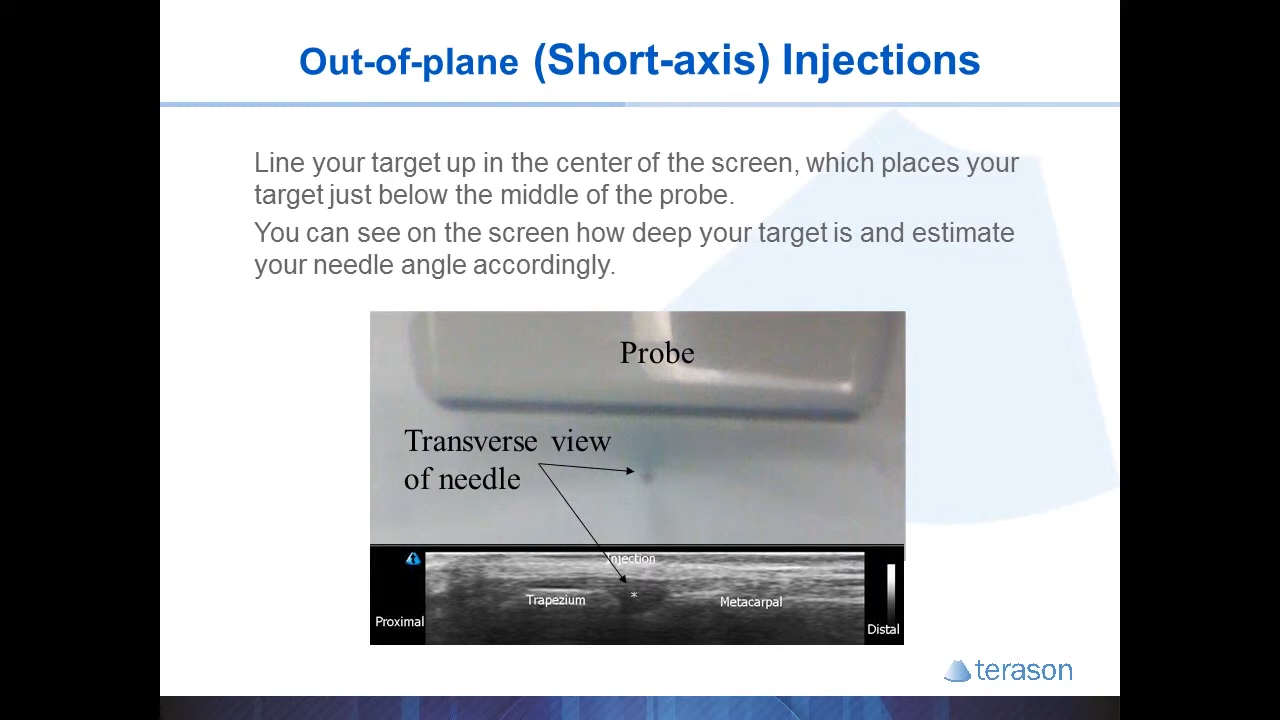 Out-of-plane (Short-axis) Injections
Line your target up in the center of the screen, which places your
target just below the middle of the probe.
You can see on the screen how deep your target is and estimate
your needle angle accordingly.
Probe
Transverse view
of needle
Injection
Trapezium
*
Metacarpal
Proximal
Distal
terason